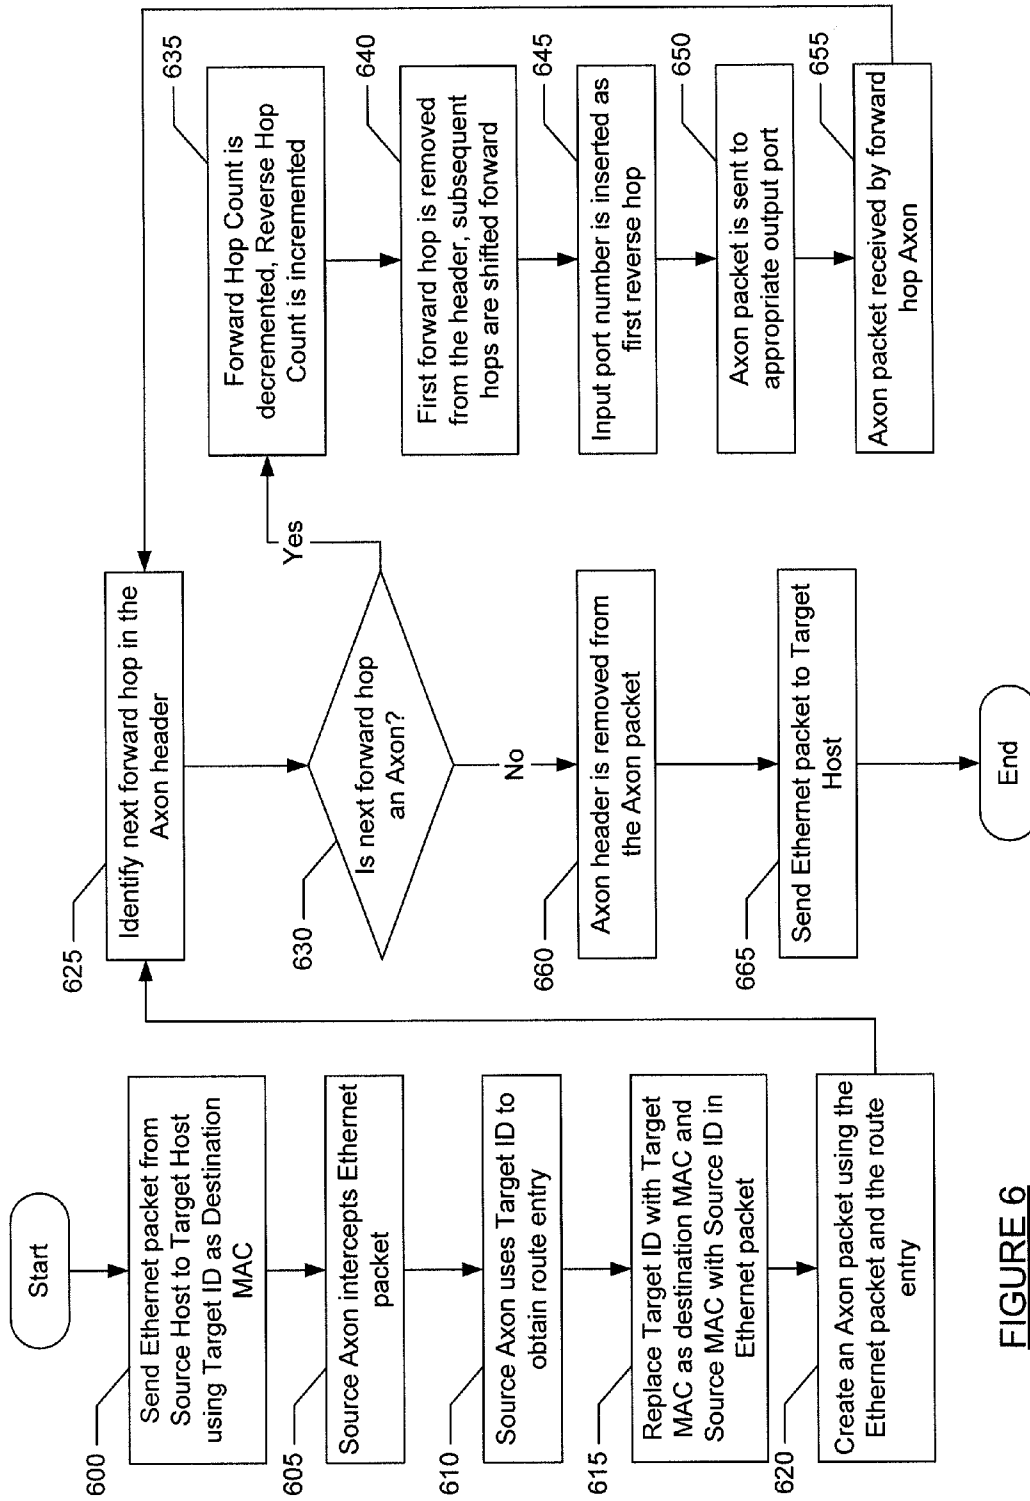 Start
600
Send Ethernet packet from
Source Host to Target Host
using Target ID as Destination
MAC
605
Source Axon intercepts Ethernet
packet
610
Source Axon uses Target ID to
obtain route entry
615
Replace Target ID with Target
MAC as destination MAC and
Source MAC with Source ID in
Ethernet packet
620
Create an Axon packet using the
Ethernet packet and the route
entry
625
Identify next forward hop in the
Axon header
630
Is next forward hop
an Axon?
Yes
No
660
Axon header is removed from
the Axon packet
665
Send Ethernet packet to Target
Host
End
635
Forward Hop Count is
decremented, Reverse Hop
Count is incremented
640
First forward hop is removed
from the header, subsequent
hops are shifted forward
645
Input port number is inserted as
first reverse hop
650
Axon packet is sent to
appropriate output port
655
Axon packet received by forward
hop Axon
FIGURE 6